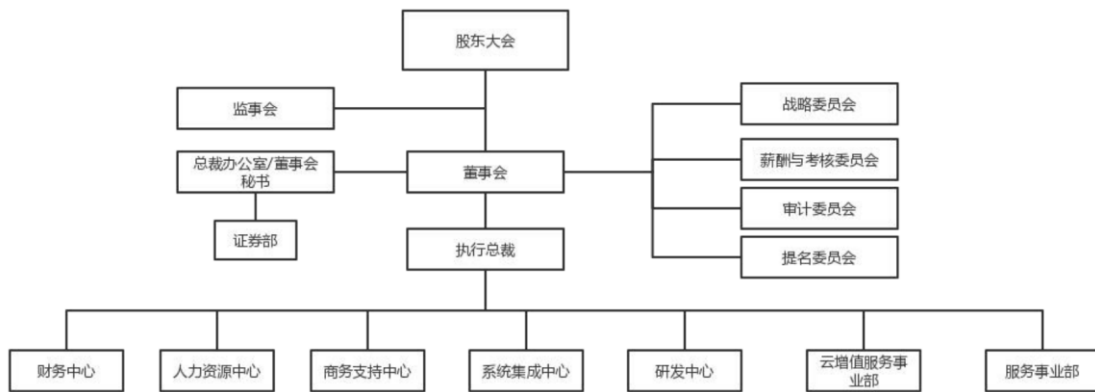 股东大会
监事会
战略委员会
总裁办公室/董事会
秘书
董事会
薪酬与考核委员会
审计委员会
证券部
执行总裁
提名委员会
财务中心
人力资源中心
商务支持中心
系统集成中心
研发中心
云增值服务事
业部
服务事业部